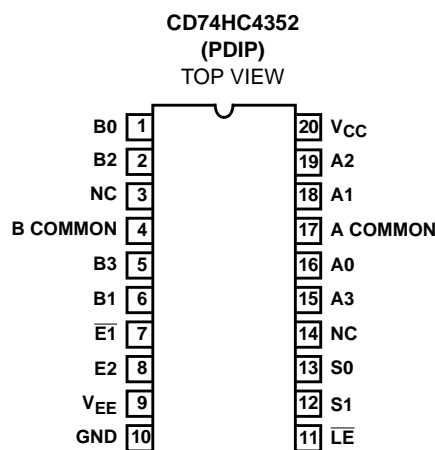 CD74HC4352
(PDIP)
TOP VIEW
B0 1 20 VCC
B2 2 19 A2
NC 3 18 A1
B COMMON 4 17 A COMMON
B3 5 16 A0
B1 6 15 A3
E̅1̅ 7 14 NC
E2 8 13 S0
VEE 9 12 S1
GND 10 11 L̅E̅